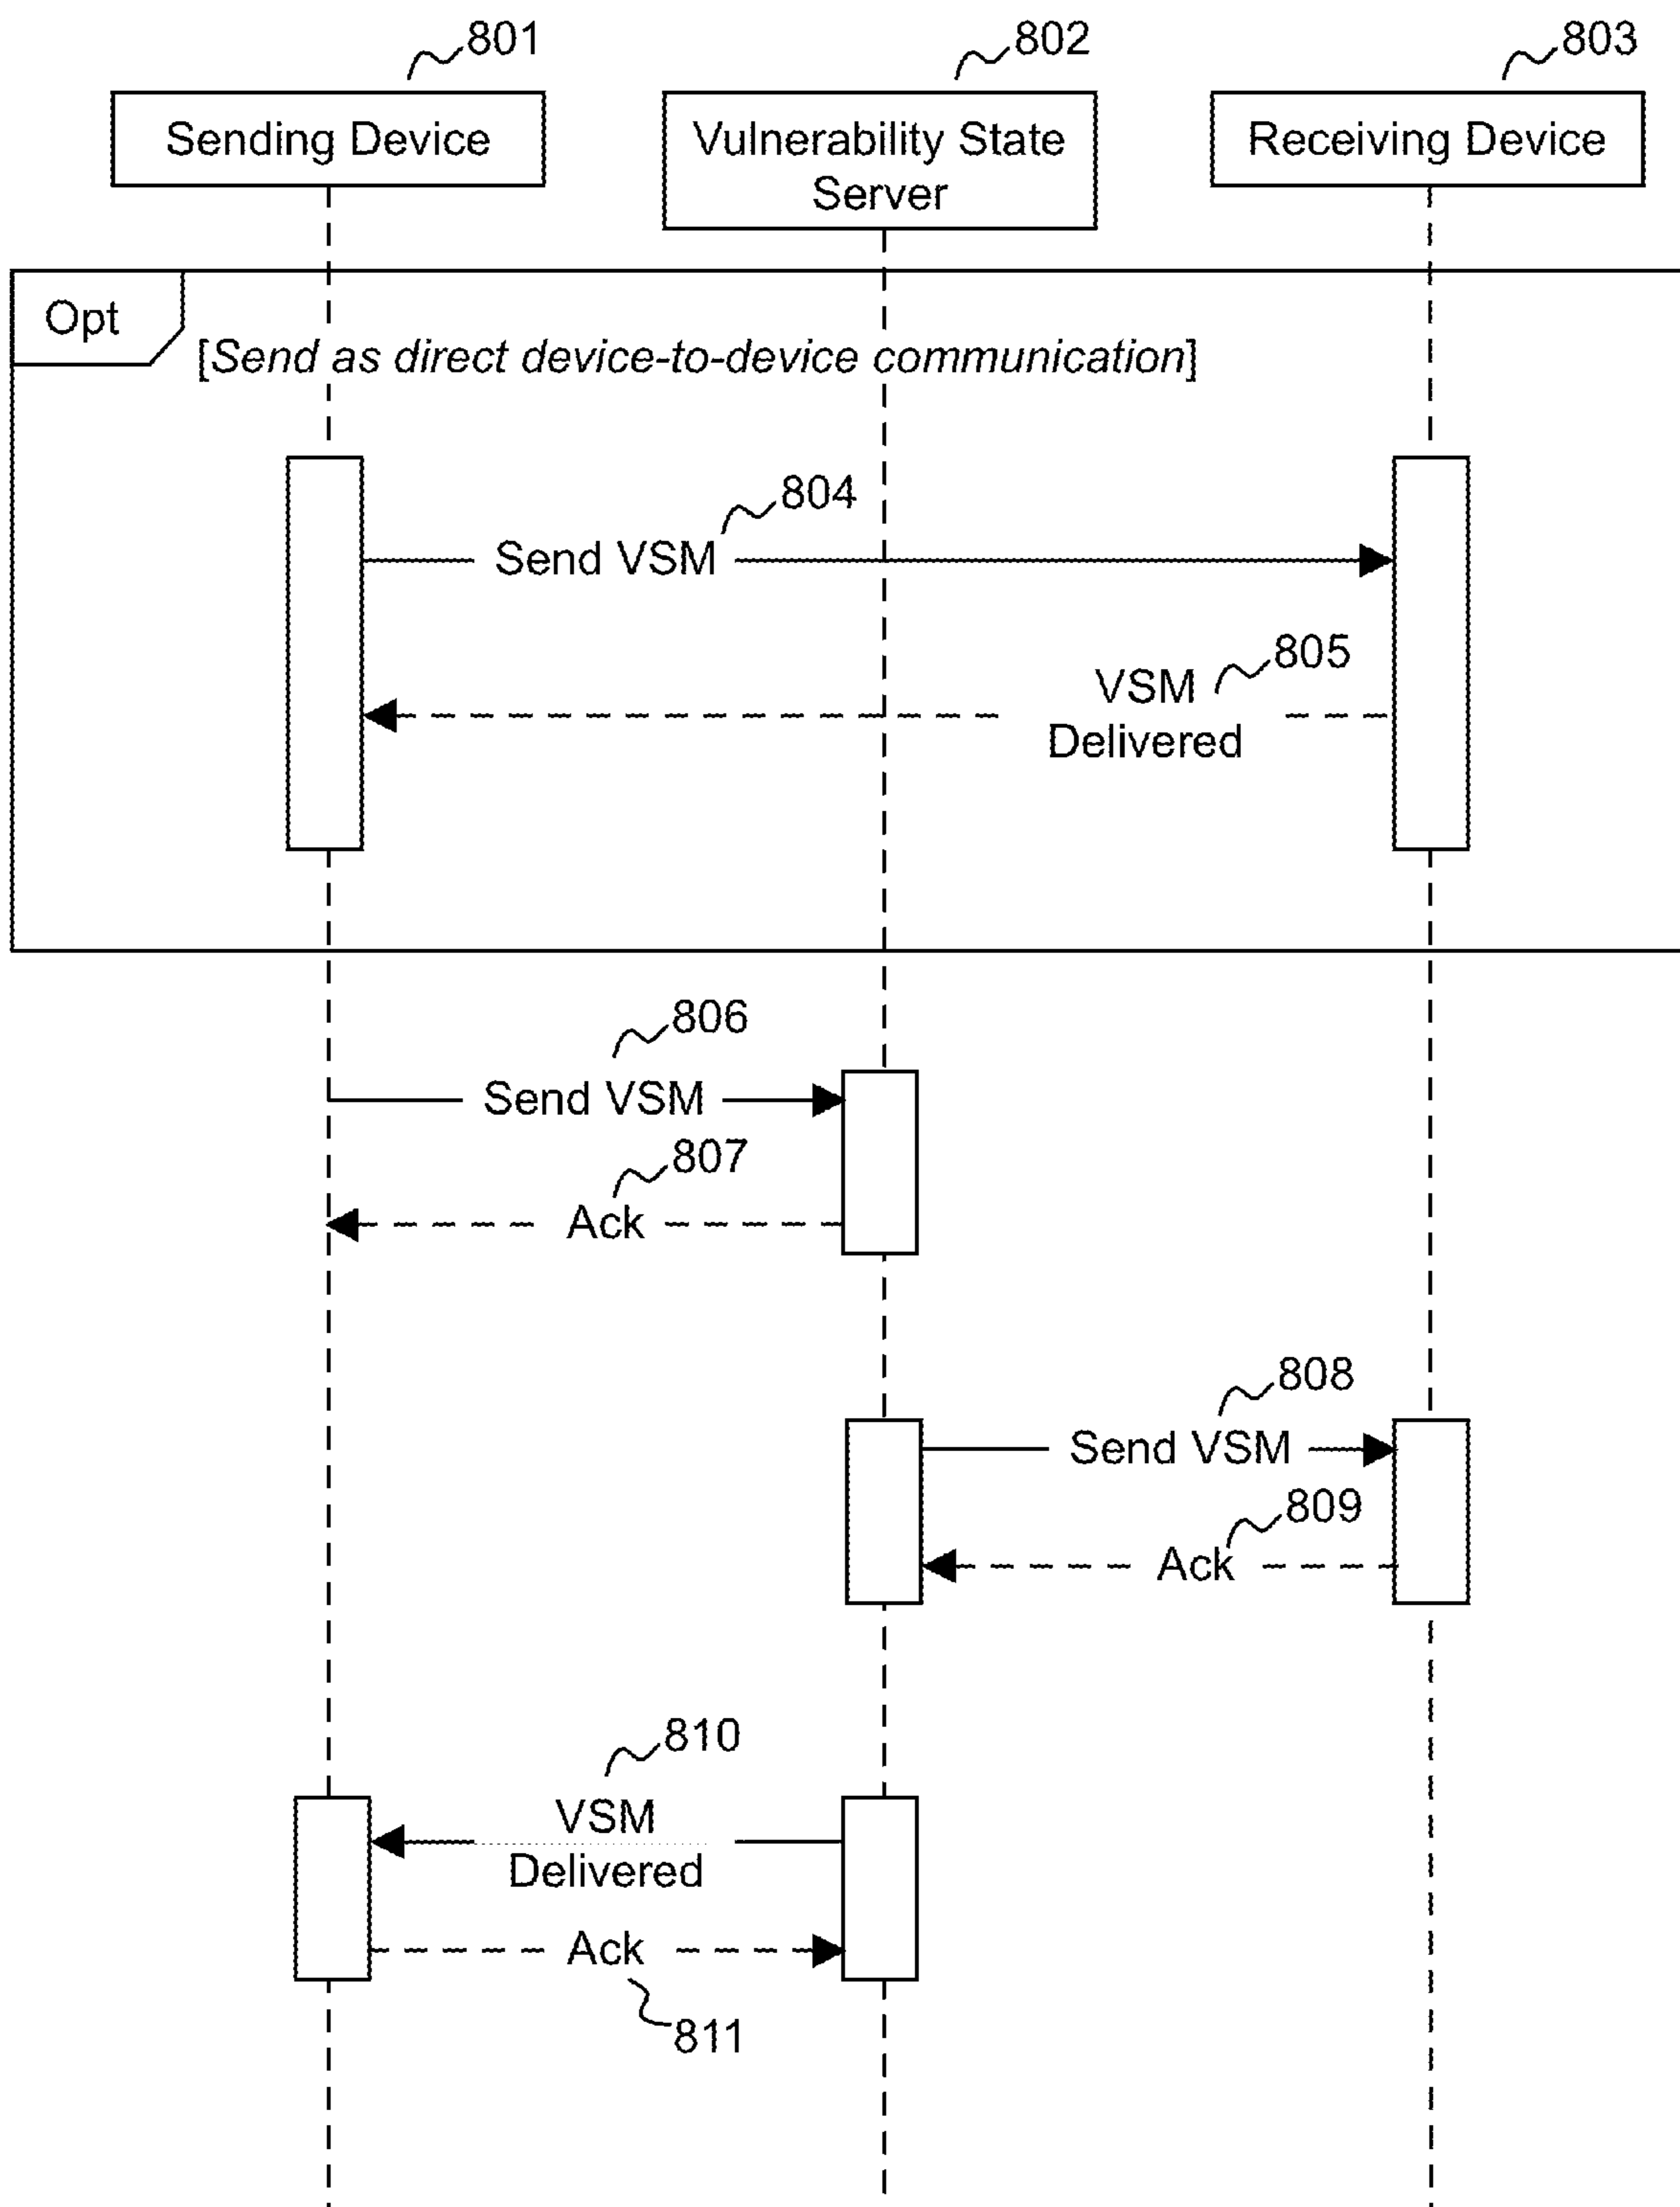 801
802
803
Sending Device
Vulnerability State
Server
Receiving Device
Opt
[Send as direct device-to-device communication]
804
Send VSM
805
VSM
Delivered
806
Send VSM
807
Ack
808
Send VSM
809
Ack
810
VSM
Delivered
Ack
811